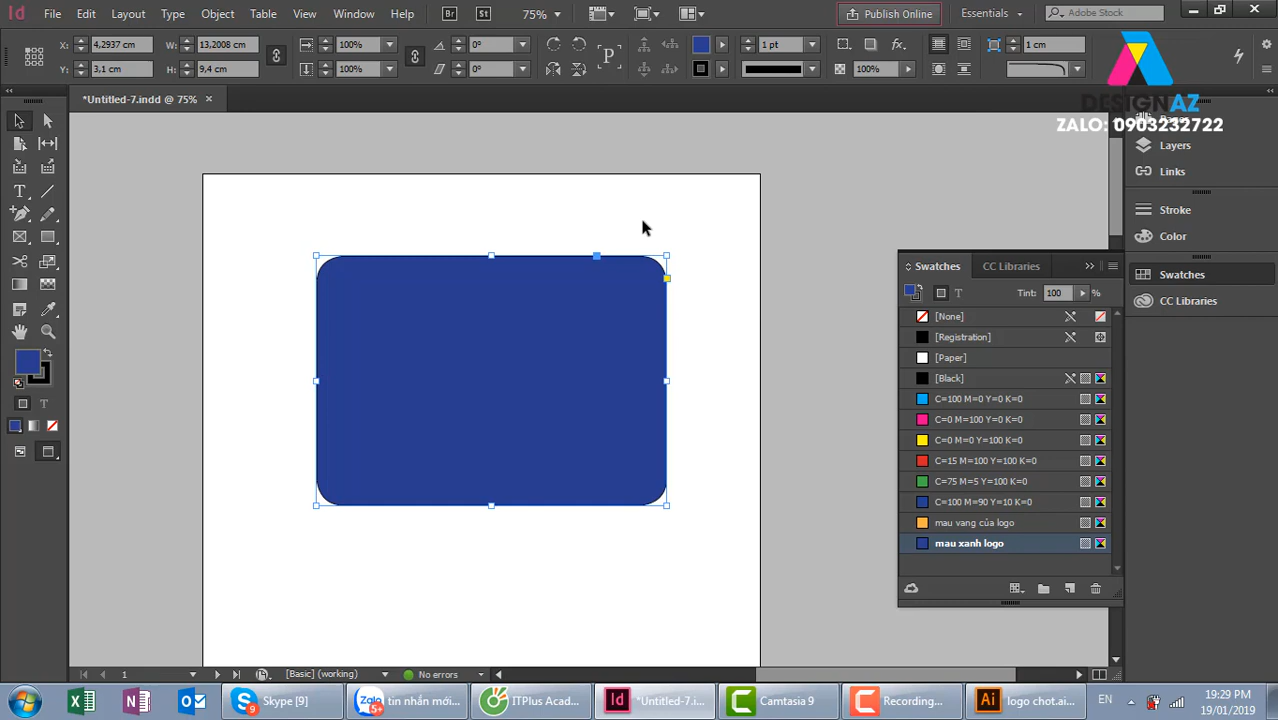 Id File Edit Layout Type Object Table View Window Help Br St 75% Publish Online Essentials Adobe Stock
X: 4,2937 cm W: 13,2008 cm 100% 0° P fx. 1 pt 1 cm
Y: 3,1 cm H: 9,4 cm 100% 0° 100%
*Untitled-7.indd @ 75% ×
DESIGNAZ
ZALO: 0903232722
Layers
Links
Stroke
Color
Swatches
CC Libraries
Swatches CC Libraries
T Tint: 100 %
[None]
[Registration]
[Paper]
[Black]
C=100 M=0 Y=0 K=0
C=0 M=100 Y=0 K=0
C=0 M=0 Y=100 K=0
C=15 M=100 Y=100 K=0
C=75 M=5 Y=100 K=0
C=100 M=90 Y=10 K=0
mau vang của logo
mau xanh logo
1 [Basic] (working) No errors
Skype [9] tin nhắn mới... ITPlus Acad... *Untitled-7.i... Camtasia 9 Recording... logo chot.ai... EN 19:29 PM
19/01/2019